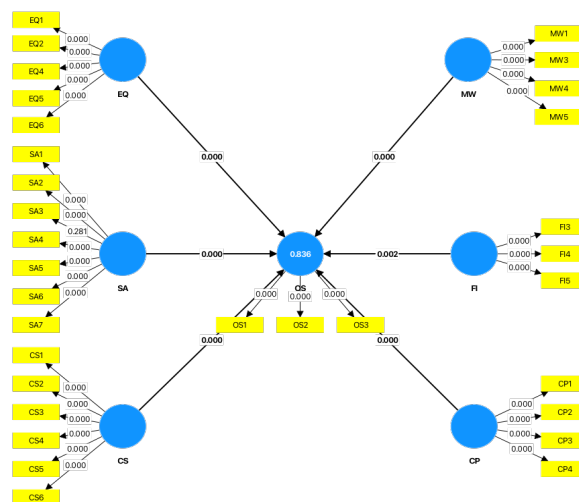 EQ1
EQ2
EQ4
EQ5
EQ6
0.000
0.000
0.000
0.000
0.000
EQ
MW1
MW3
MW4
MW5
0.000
0.000
0.000
0.000
MW
0.000
0.000
SA1
SA2
SA3
SA4
SA5
SA6
SA7
0.000
0.000
0.281
0.000
0.000
0.000
0.000
SA
0.000
0.836
OS
0.002
FI
FI3
FI4
FI5
0.000
0.000
0.000
0.000
0.000
0.000
OS1
OS2
OS3
0.000
0.000
CS1
CS2
CS3
CS4
CS5
CS6
0.000
0.000
0.000
0.000
0.000
0.000
CS
CP
CP1
CP2
CP3
CP4
0.000
0.000
0.000
0.000